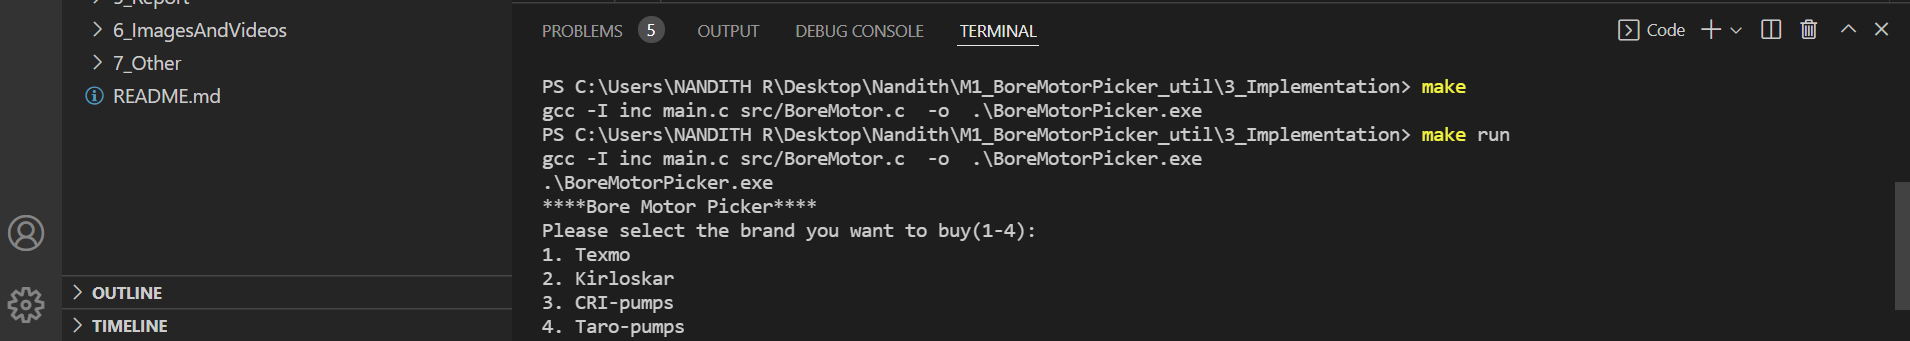 5_Report
6_ImagesAndVideos
7_Other
README.md
OUTLINE
TIMELINE
PROBLEMS 5 OUTPUT DEBUG CONSOLE TERMINAL Code
PS C:\Users\NANDITH R\Desktop\Nandith\M1_BoreMotorPicker_util\3_Implementation> make
gcc -I inc main.c src/BoreMotor.c  -o  .\BoreMotorPicker.exe
PS C:\Users\NANDITH R\Desktop\Nandith\M1_BoreMotorPicker_util\3_Implementation> make run
gcc -I inc main.c src/BoreMotor.c  -o  .\BoreMotorPicker.exe
.\BoreMotorPicker.exe
****Bore Motor Picker****
Please select the brand you want to buy(1-4):
1. Texmo
2. Kirloskar
3. CRI-pumps
4. Taro-pumps